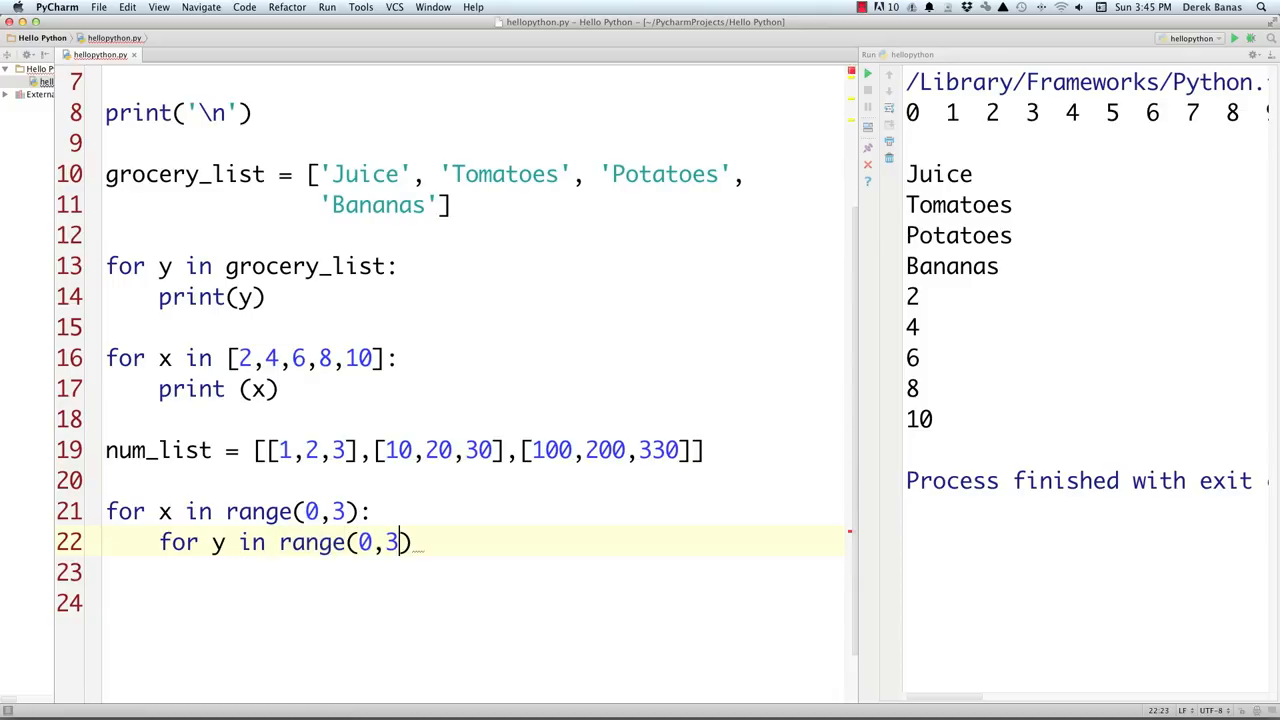 PyCharm File Edit View Navigate Code Refactor Run Tools VCS Window Help 10 Sun 3:45 PM Derek Banas
hellopython.py – Hello Python – [~/PycharmProjects/Hello Python]
Hello Python hellopython.py hellopython
hellopython.py Run hellopython
Hello P
hell
Externa
7
8 print('\n')
9
10 grocery_list = ['Juice', 'Tomatoes', 'Potatoes',
11 'Bananas']
12
13 for y in grocery_list:
14 print(y)
15
16 for x in [2,4,6,8,10]:
17 print (x)
18
19 num_list = [[1,2,3],[10,20,30],[100,200,330]]
20
21 for x in range(0,3):
22 for y in range(0,3)
23
24
/Library/Frameworks/Python.
0 1 2 3 4 5 6 7 8 9
Juice
Tomatoes
Potatoes
Bananas
2
4
6
8
10
Process finished with exit
22:23 LF UTF-8